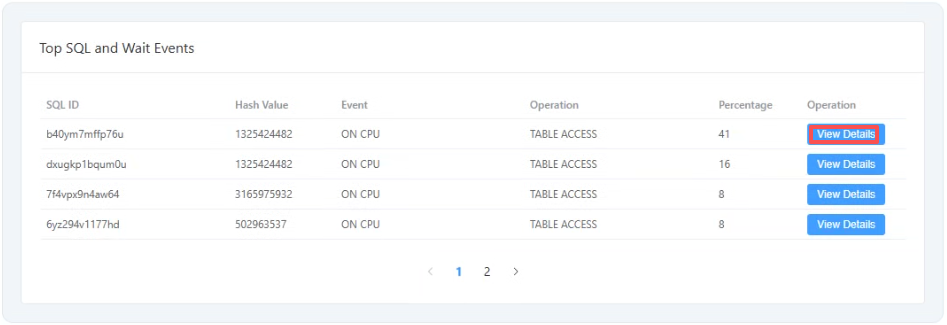 Top SQL and Wait Events
SQL ID Hash Value Event Operation Percentage Operation
b40ym7mffp76u 1325424482 ON CPU TABLE ACCESS 41 View Details
dxugkp1bqum0u 1325424482 ON CPU TABLE ACCESS 16 View Details
7f4vpx9n4aw64 3165975932 ON CPU TABLE ACCESS 8 View Details
6yz294v1177hd 502963537 ON CPU TABLE ACCESS 8 View Details
1 2